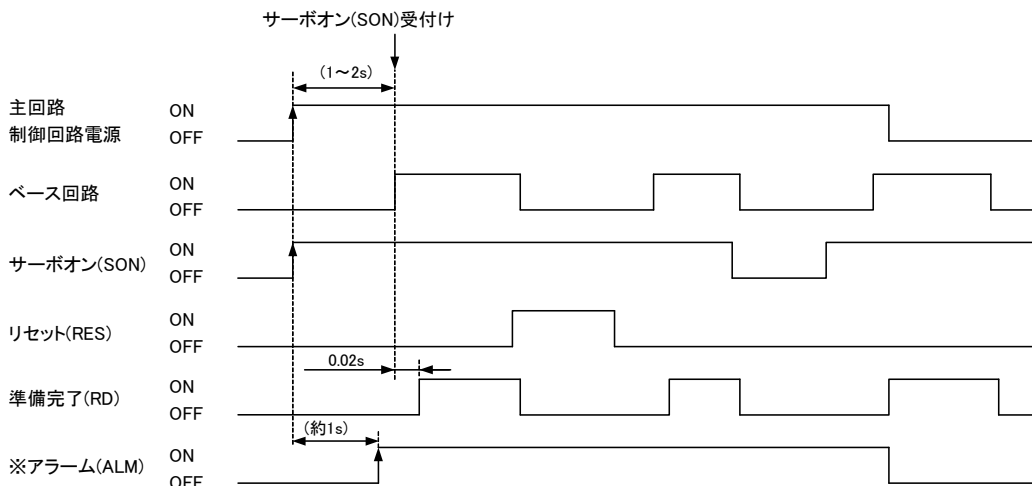 サーボオン(SON)受付け
(1～2s)
主回路
制御回路電源
ON
OFF
ベース回路
ON
OFF
サーボオン(SON)
ON
OFF
リセット(RES)
ON
OFF
0.02s
準備完了(RD)
ON
OFF
(約1s)
※アラーム(ALM)
ON
OFF